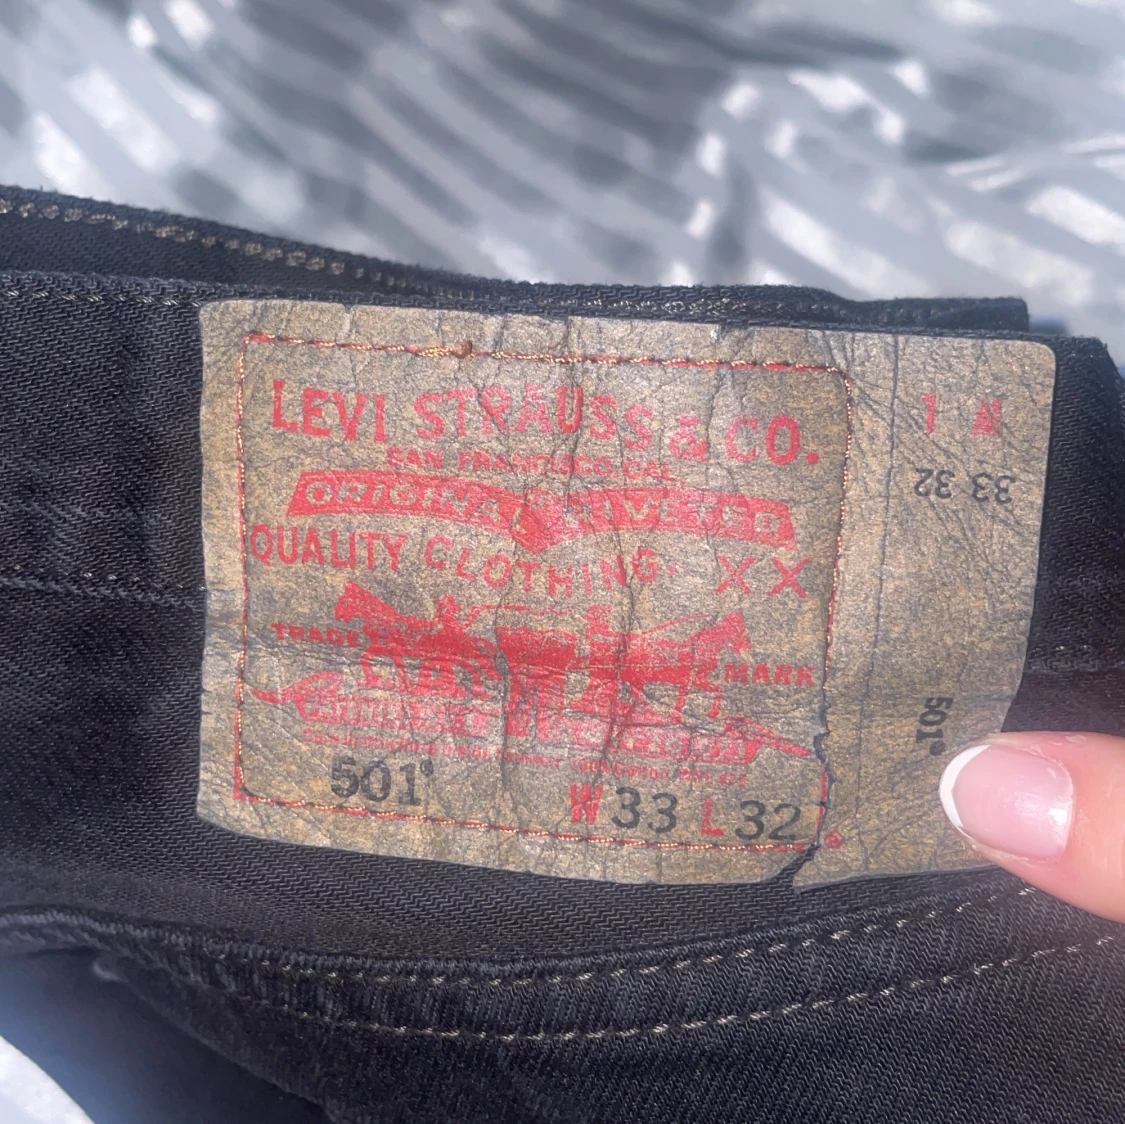 LEVI STRAUSS & CO.
SAN FRANCISCO CAL.
ORIGINAL RIVETED
QUALITY CLOTHING. XX
TRADE MARK
501®
W33 L32
®
W L
33 32
501®